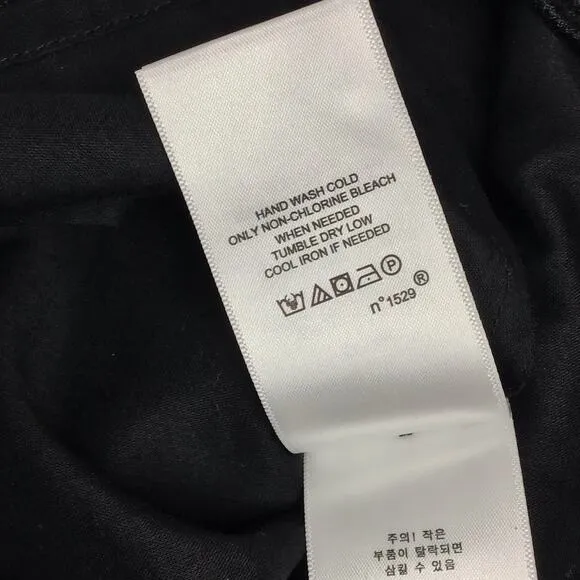 HAND WASH COLD
ONLY NON-CHLORINE BLEACH
WHEN NEEDED
TUMBLE DRY LOW
COOL IRON IF NEEDED
P
n°1529®
주의! 작은
부품이 탈락되면
삼킬 수 있음